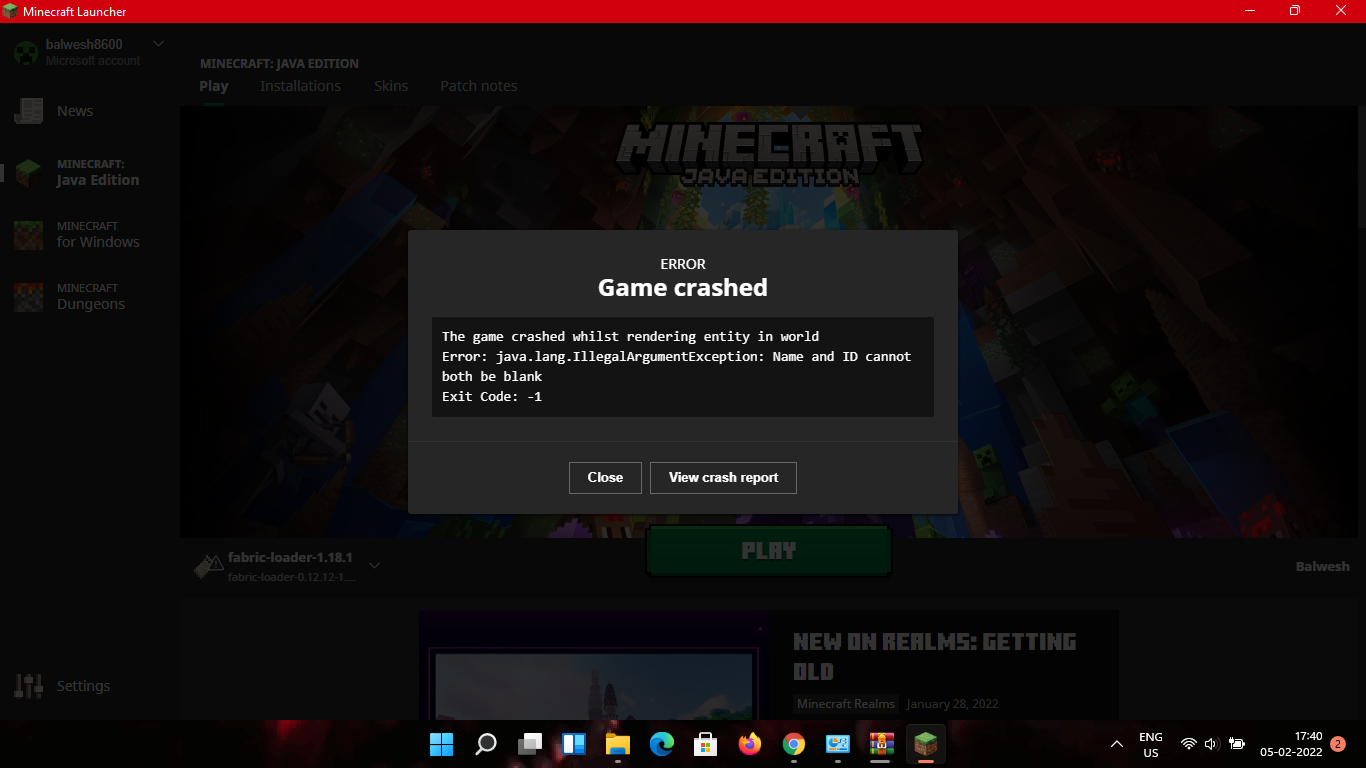 Minecraft Launcher
balwesh8600
Microsoft account
News
MINECRAFT:
Java Edition
MINECRAFT
for Windows
MINECRAFT
Dungeons
Settings
MINECRAFT: JAVA EDITION
Play Installations Skins Patch notes
MINECRAFT
JAVA EDITION
ERROR
Game crashed
The game crashed whilst rendering entity in world
Error: java.lang.IllegalArgumentException: Name and ID cannot
both be blank
Exit Code: -1
Close View crash report
fabric-loader-1.18.1
fabric-loader-0.12.12-1....
PLAY
Balwesh
NEW ON REALMS: GETTING
OLD
Minecraft Realms January 28, 2022
ENG
US
17:40
05-02-2022
2